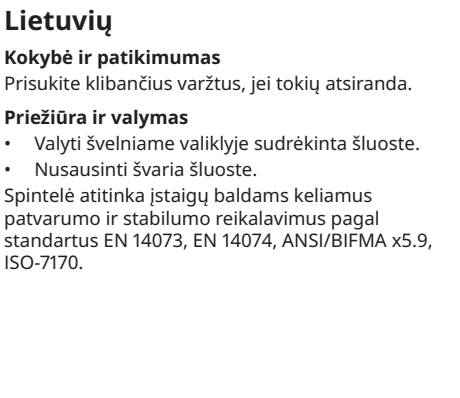 Lietuvių
Kokybė ir patikimumas
Prisukite klibančius varžtus, jei tokių atsiranda.
Priežiūra ir valymas
• Valyti švelniame valiklyje sudrėkinta šluoste.
• Nusausinti švaria šluoste.
Spintelė atitinka įstaigų baldams keliamus
patvarumo ir stabilumo reikalavimus pagal
standartus EN 14073, EN 14074, ANSI/BIFMA x5.9,
ISO-7170.